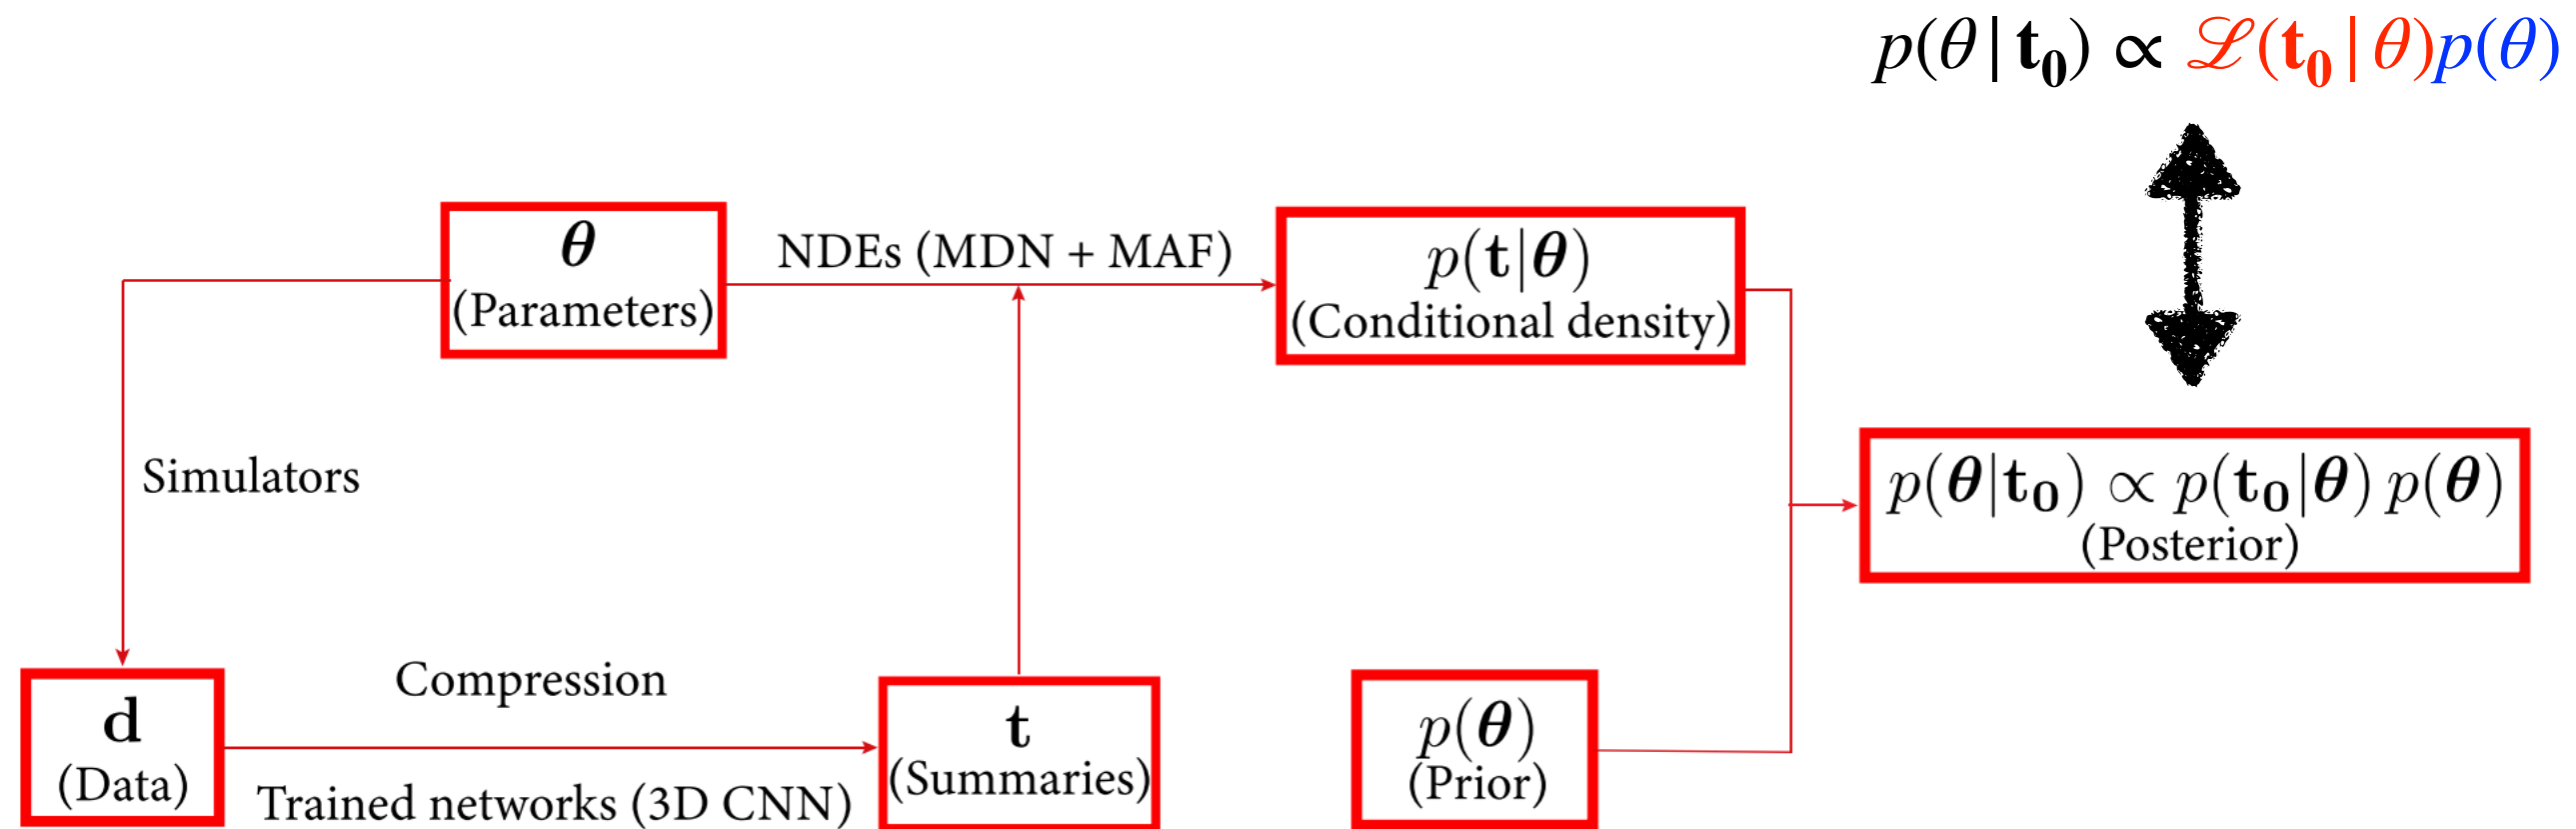 p(θ|t₀) ∝ ℒ(t₀|θ)p(θ)
θ
(Parameters)
NDEs (MDN + MAF)
p(t|θ)
(Conditional density)
Simulators
p(θ|t₀) ∝ p(t₀|θ) p(θ)
(Posterior)
d
(Data)
Compression
Trained networks (3D CNN)
t
(Summaries)
p(θ)
(Prior)